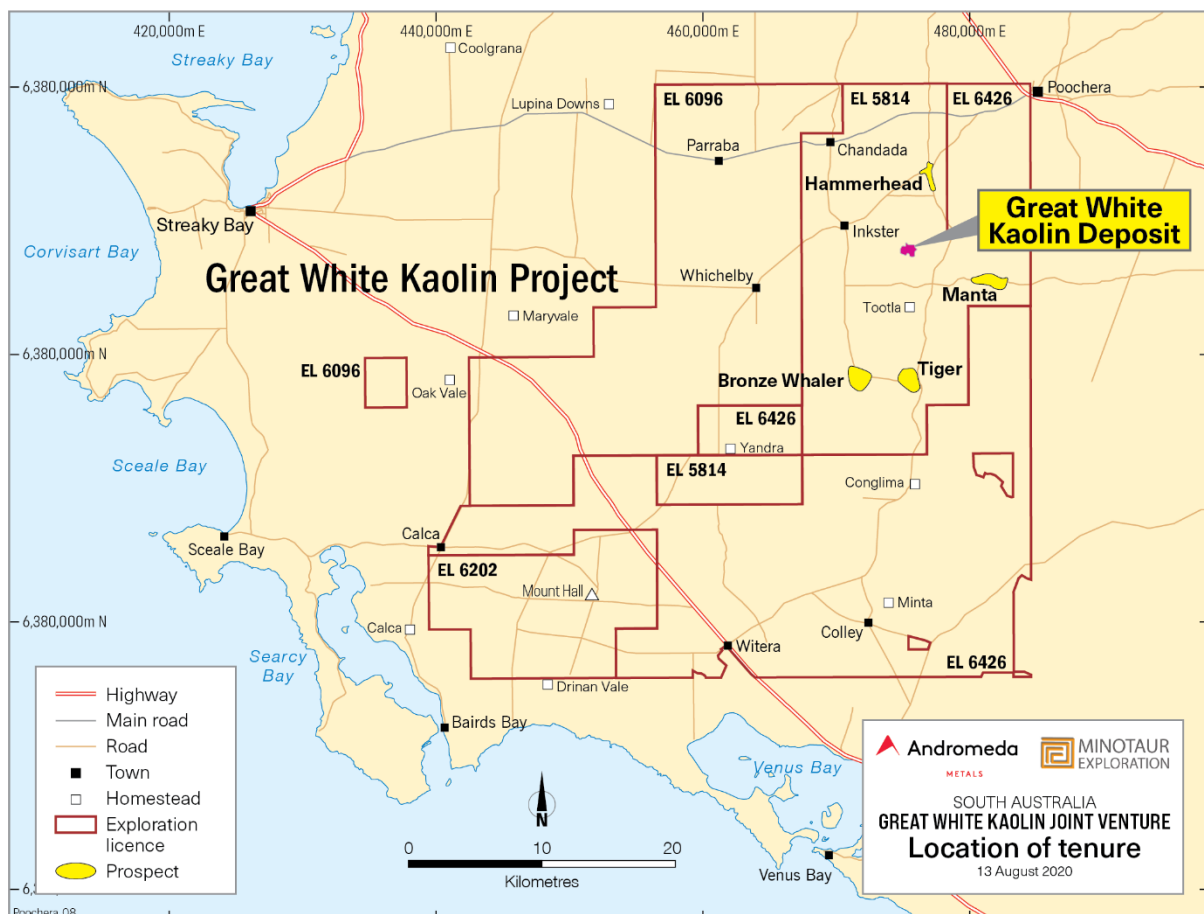 420,000m E
440,000m E
460,000m E
480,000m E
Streaky Bay
Coolgrana
6,380,000m N
Lupina Downs
EL 6096
EL 5814
EL 6426
Poochera
Parraba
Chandada
Hammerhead
Great White
Kaolin Deposit
Streaky Bay
Inkster
Corvisart Bay
Great White Kaolin Project
Whichelby
Manta
Maryvale
Tootla
6,380,000m N
EL 6096
Oak Vale
Bronze Whaler
Tiger
EL 6426
Yandra
Sceale Bay
EL 5814
Conglima
Calca
Sceale Bay
EL 6202
Mount Hall
Minta
6,380,000m N
Calca
Colley
Witera
Searcy
Bay
EL 6426
Drinan Vale
Bairds Bay
Highway
Main road
Road
Town
Homestead
Exploration
licence
Prospect
N
0 10 20
Kilometres
Venus Bay
Venus Bay
Andromeda
METALS
MINOTAUR
EXPLORATION
SOUTH AUSTRALIA
GREAT WHITE KAOLIN JOINT VENTURE
Location of tenure
13 August 2020